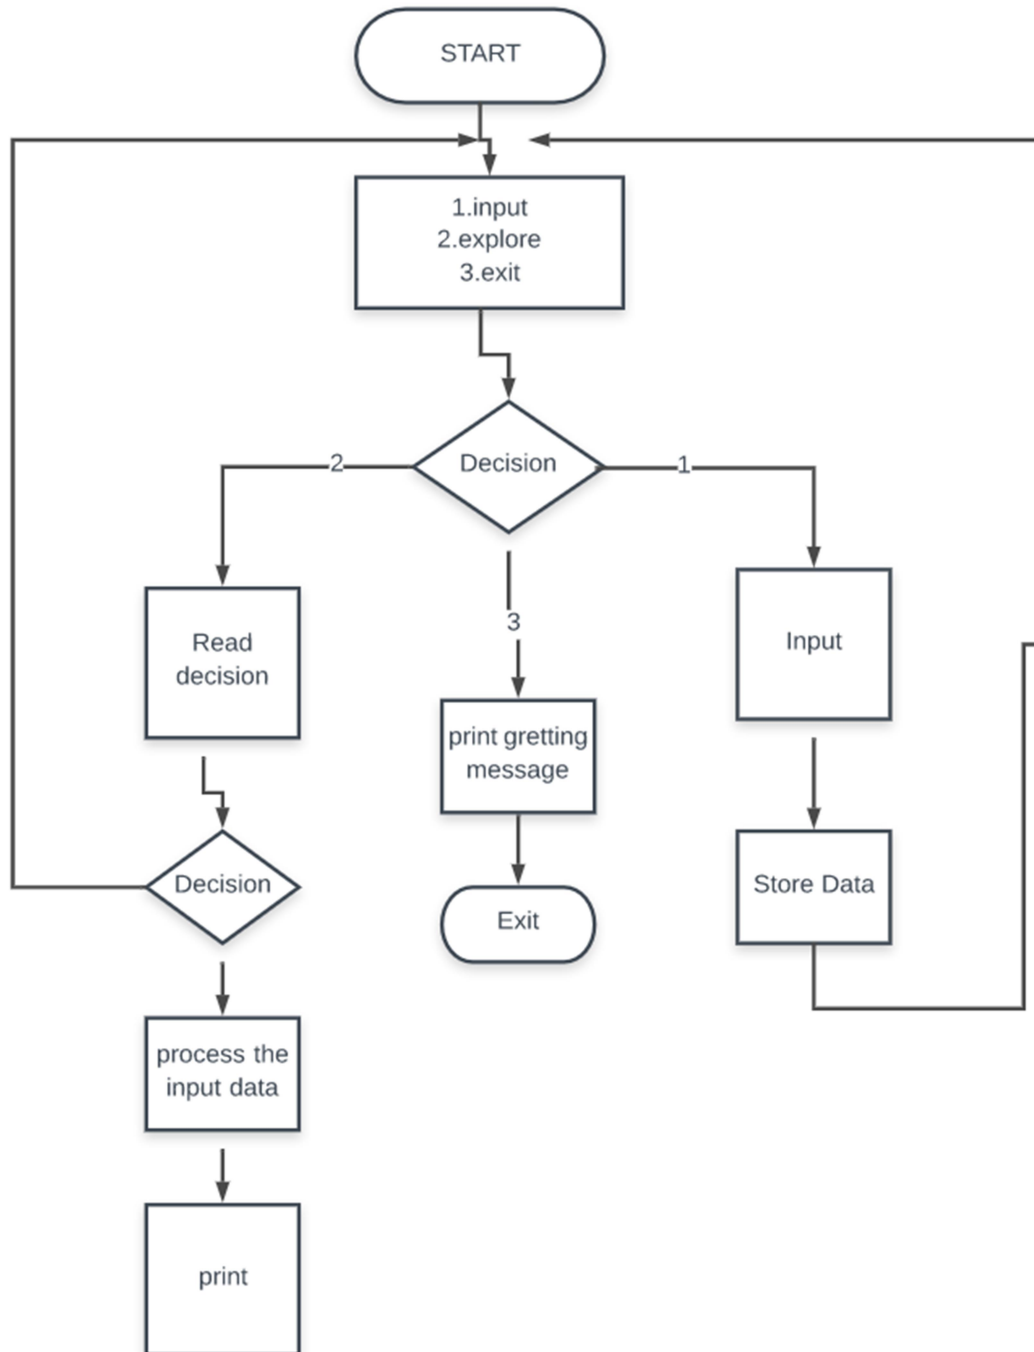 START
1.input
2.explore
3.exit
Decision
2
1
3
Read
decision
Input
print gretting
message
Decision
Store Data
Exit
process the
input data
print